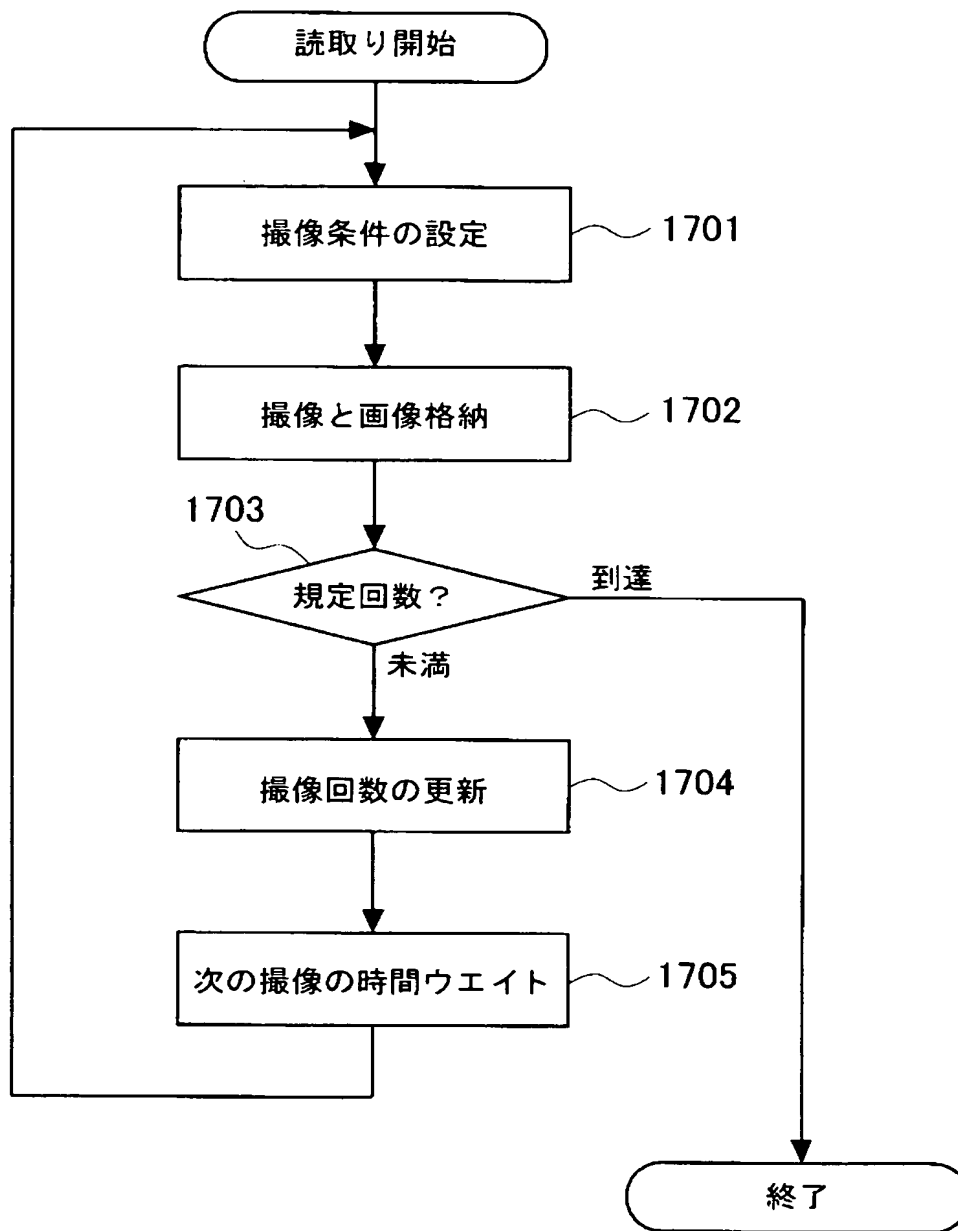 読取り開始
撮像条件の設定
1701
撮像と画像格納
1702
1703
規定回数?
到達
未満
撮像回数の更新
1704
次の撮像の時間ウエイト
1705
終了